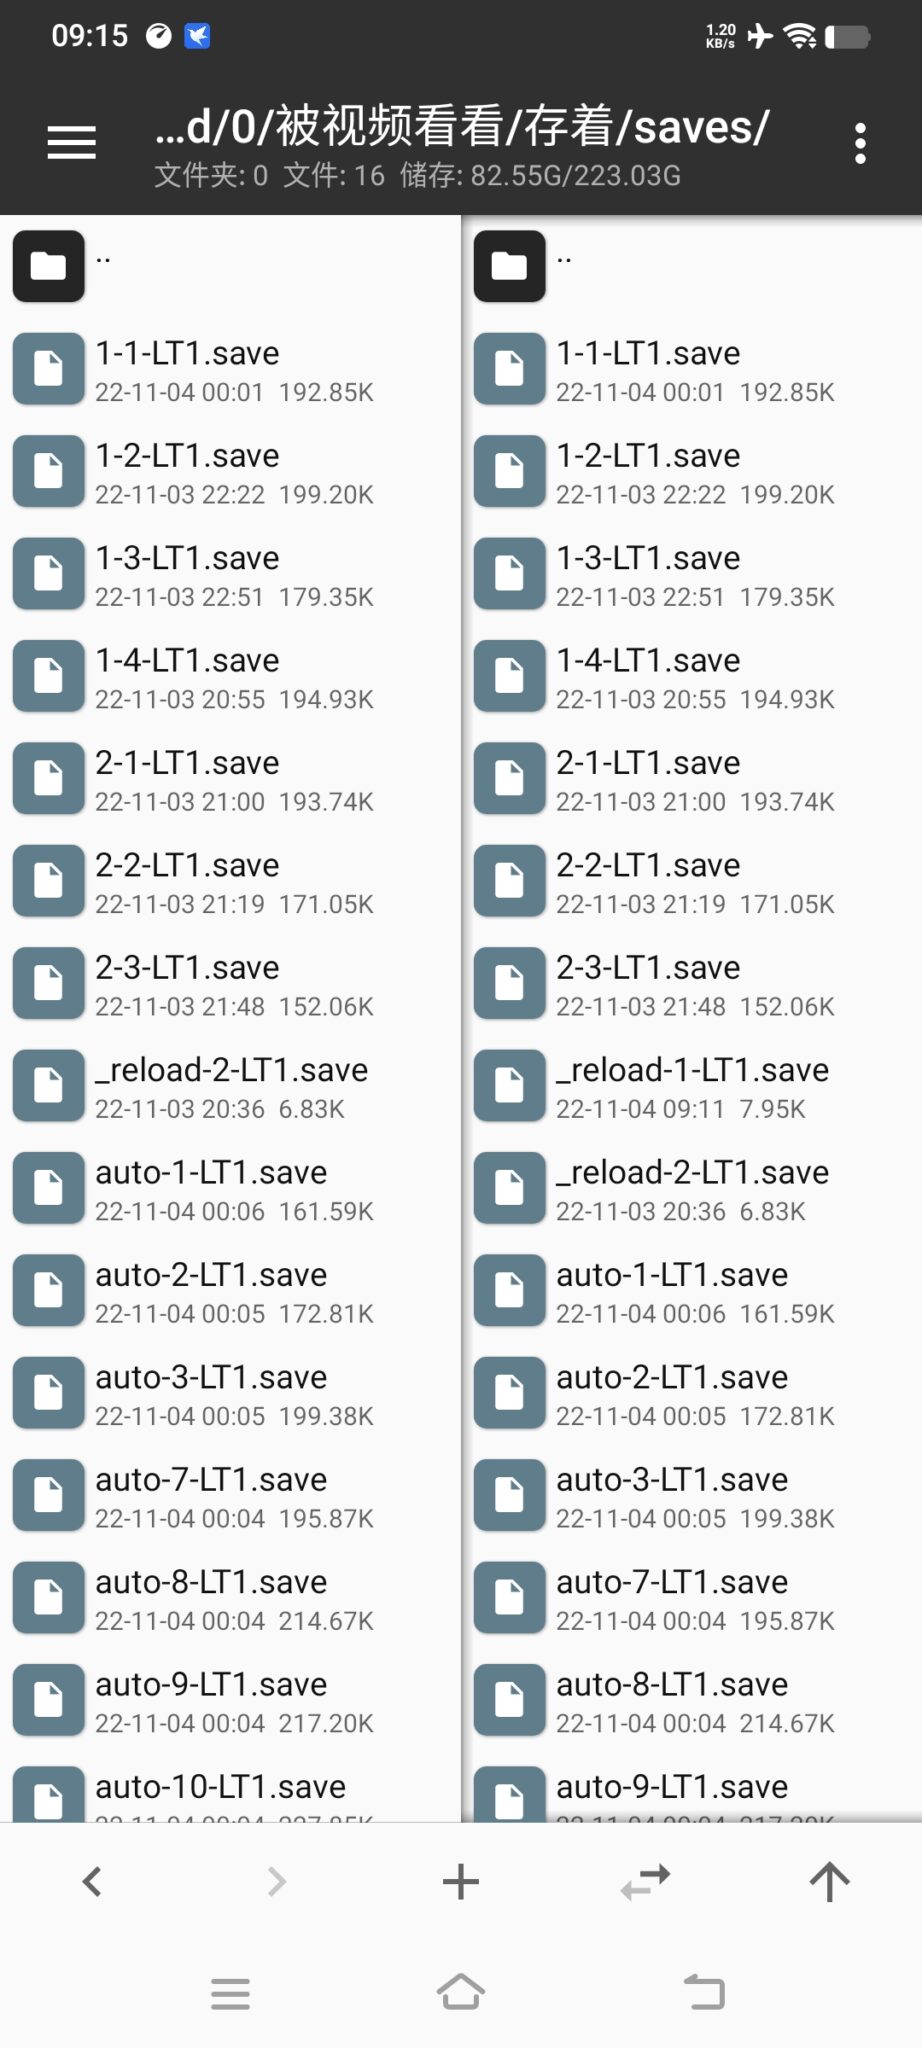 09:15
1.20
KB/s
...d/0/被视频看看/存着/saves/
文件夹: 0 文件: 16 储存: 82.55G/223.03G
..
1-1-LT1.save
22-11-04 00:01 192.85K
1-2-LT1.save
22-11-03 22:22 199.20K
1-3-LT1.save
22-11-03 22:51 179.35K
1-4-LT1.save
22-11-03 20:55 194.93K
2-1-LT1.save
22-11-03 21:00 193.74K
2-2-LT1.save
22-11-03 21:19 171.05K
2-3-LT1.save
22-11-03 21:48 152.06K
_reload-2-LT1.save
22-11-03 20:36 6.83K
auto-1-LT1.save
22-11-04 00:06 161.59K
auto-2-LT1.save
22-11-04 00:05 172.81K
auto-3-LT1.save
22-11-04 00:05 199.38K
auto-7-LT1.save
22-11-04 00:04 195.87K
auto-8-LT1.save
22-11-04 00:04 214.67K
auto-9-LT1.save
22-11-04 00:04 217.20K
auto-10-LT1.save
..
1-1-LT1.save
22-11-04 00:01 192.85K
1-2-LT1.save
22-11-03 22:22 199.20K
1-3-LT1.save
22-11-03 22:51 179.35K
1-4-LT1.save
22-11-03 20:55 194.93K
2-1-LT1.save
22-11-03 21:00 193.74K
2-2-LT1.save
22-11-03 21:19 171.05K
2-3-LT1.save
22-11-03 21:48 152.06K
_reload-1-LT1.save
22-11-04 09:11 7.95K
_reload-2-LT1.save
22-11-03 20:36 6.83K
auto-1-LT1.save
22-11-04 00:06 161.59K
auto-2-LT1.save
22-11-04 00:05 172.81K
auto-3-LT1.save
22-11-04 00:05 199.38K
auto-7-LT1.save
22-11-04 00:04 195.87K
auto-8-LT1.save
22-11-04 00:04 214.67K
auto-9-LT1.save